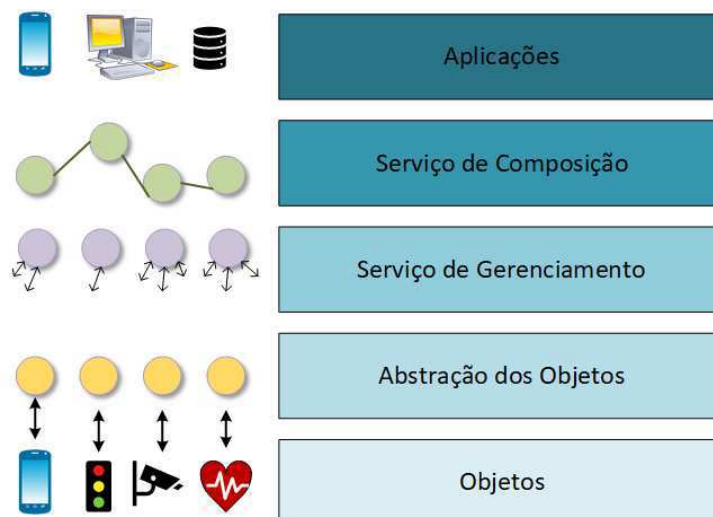 Aplicações
Serviço de Composição
Serviço de Gerenciamento
Abstração dos Objetos
Objetos